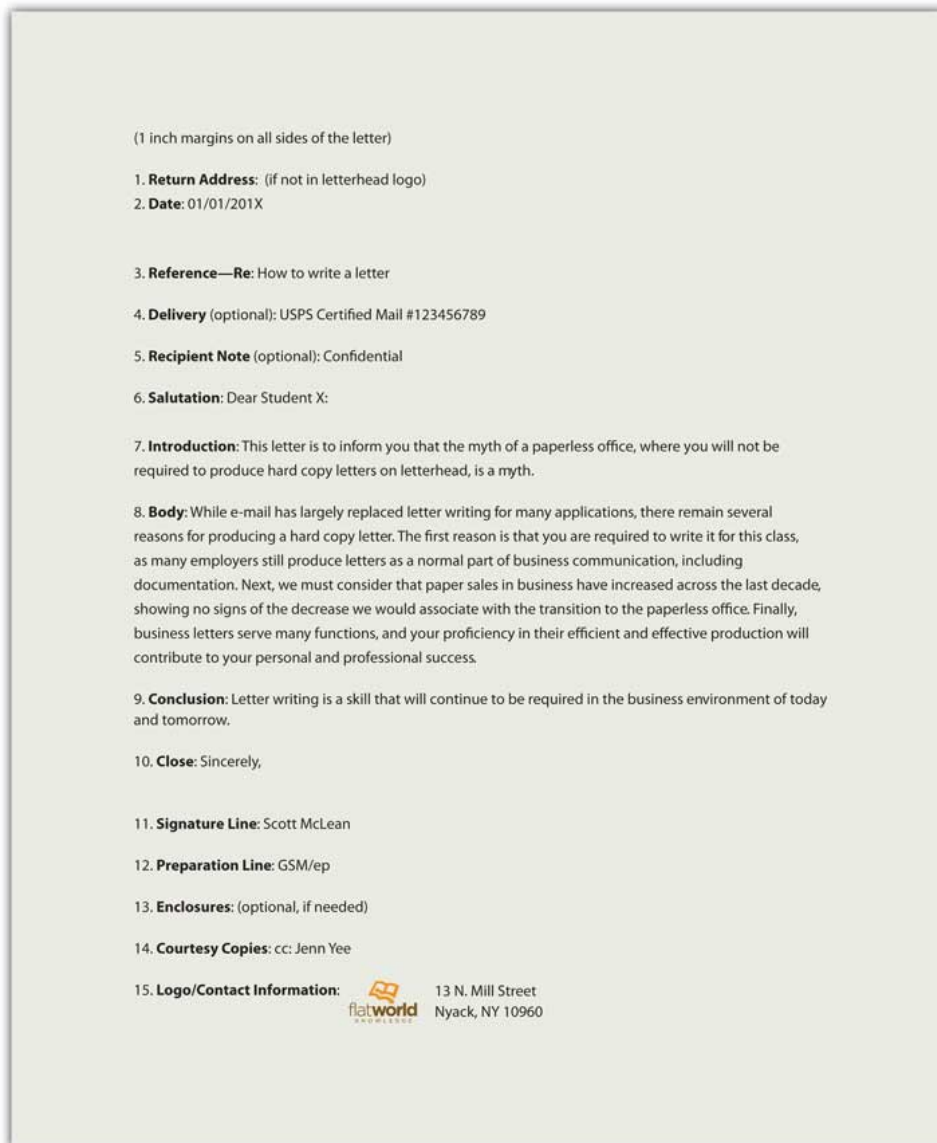 (1 inch margins on all sides of the letter)
1. Return Address: (if not in letterhead logo)
2. Date: 01/01/201X
3. Reference—Re: How to write a letter
4. Delivery (optional): USPS Certified Mail #123456789
5. Recipient Note (optional): Confidential
6. Salutation: Dear Student X:
7. Introduction: This letter is to inform you that the myth of a paperless office, where you will not be
required to produce hard copy letters on letterhead, is a myth.
8. Body: While e-mail has largely replaced letter writing for many applications, there remain several
reasons for producing a hard copy letter. The first reason is that you are required to write it for this class,
as many employers still produce letters as a normal part of business communication, including
documentation. Next, we must consider that paper sales in business have increased across the last decade,
showing no signs of the decrease we would associate with the transition to the paperless office. Finally,
business letters serve many functions, and your proficiency in their efficient and effective production will
contribute to your personal and professional success.
9. Conclusion: Letter writing is a skill that will continue to be required in the business environment of today
and tomorrow.
10. Close: Sincerely,
11. Signature Line: Scott McLean
12. Preparation Line: GSM/ep
13. Enclosures: (optional, if needed)
14. Courtesy Copies: cc: Jenn Yee
15. Logo/Contact Information:
flatworld
KNOWLEDGE
13 N. Mill Street
Nyack, NY 10960